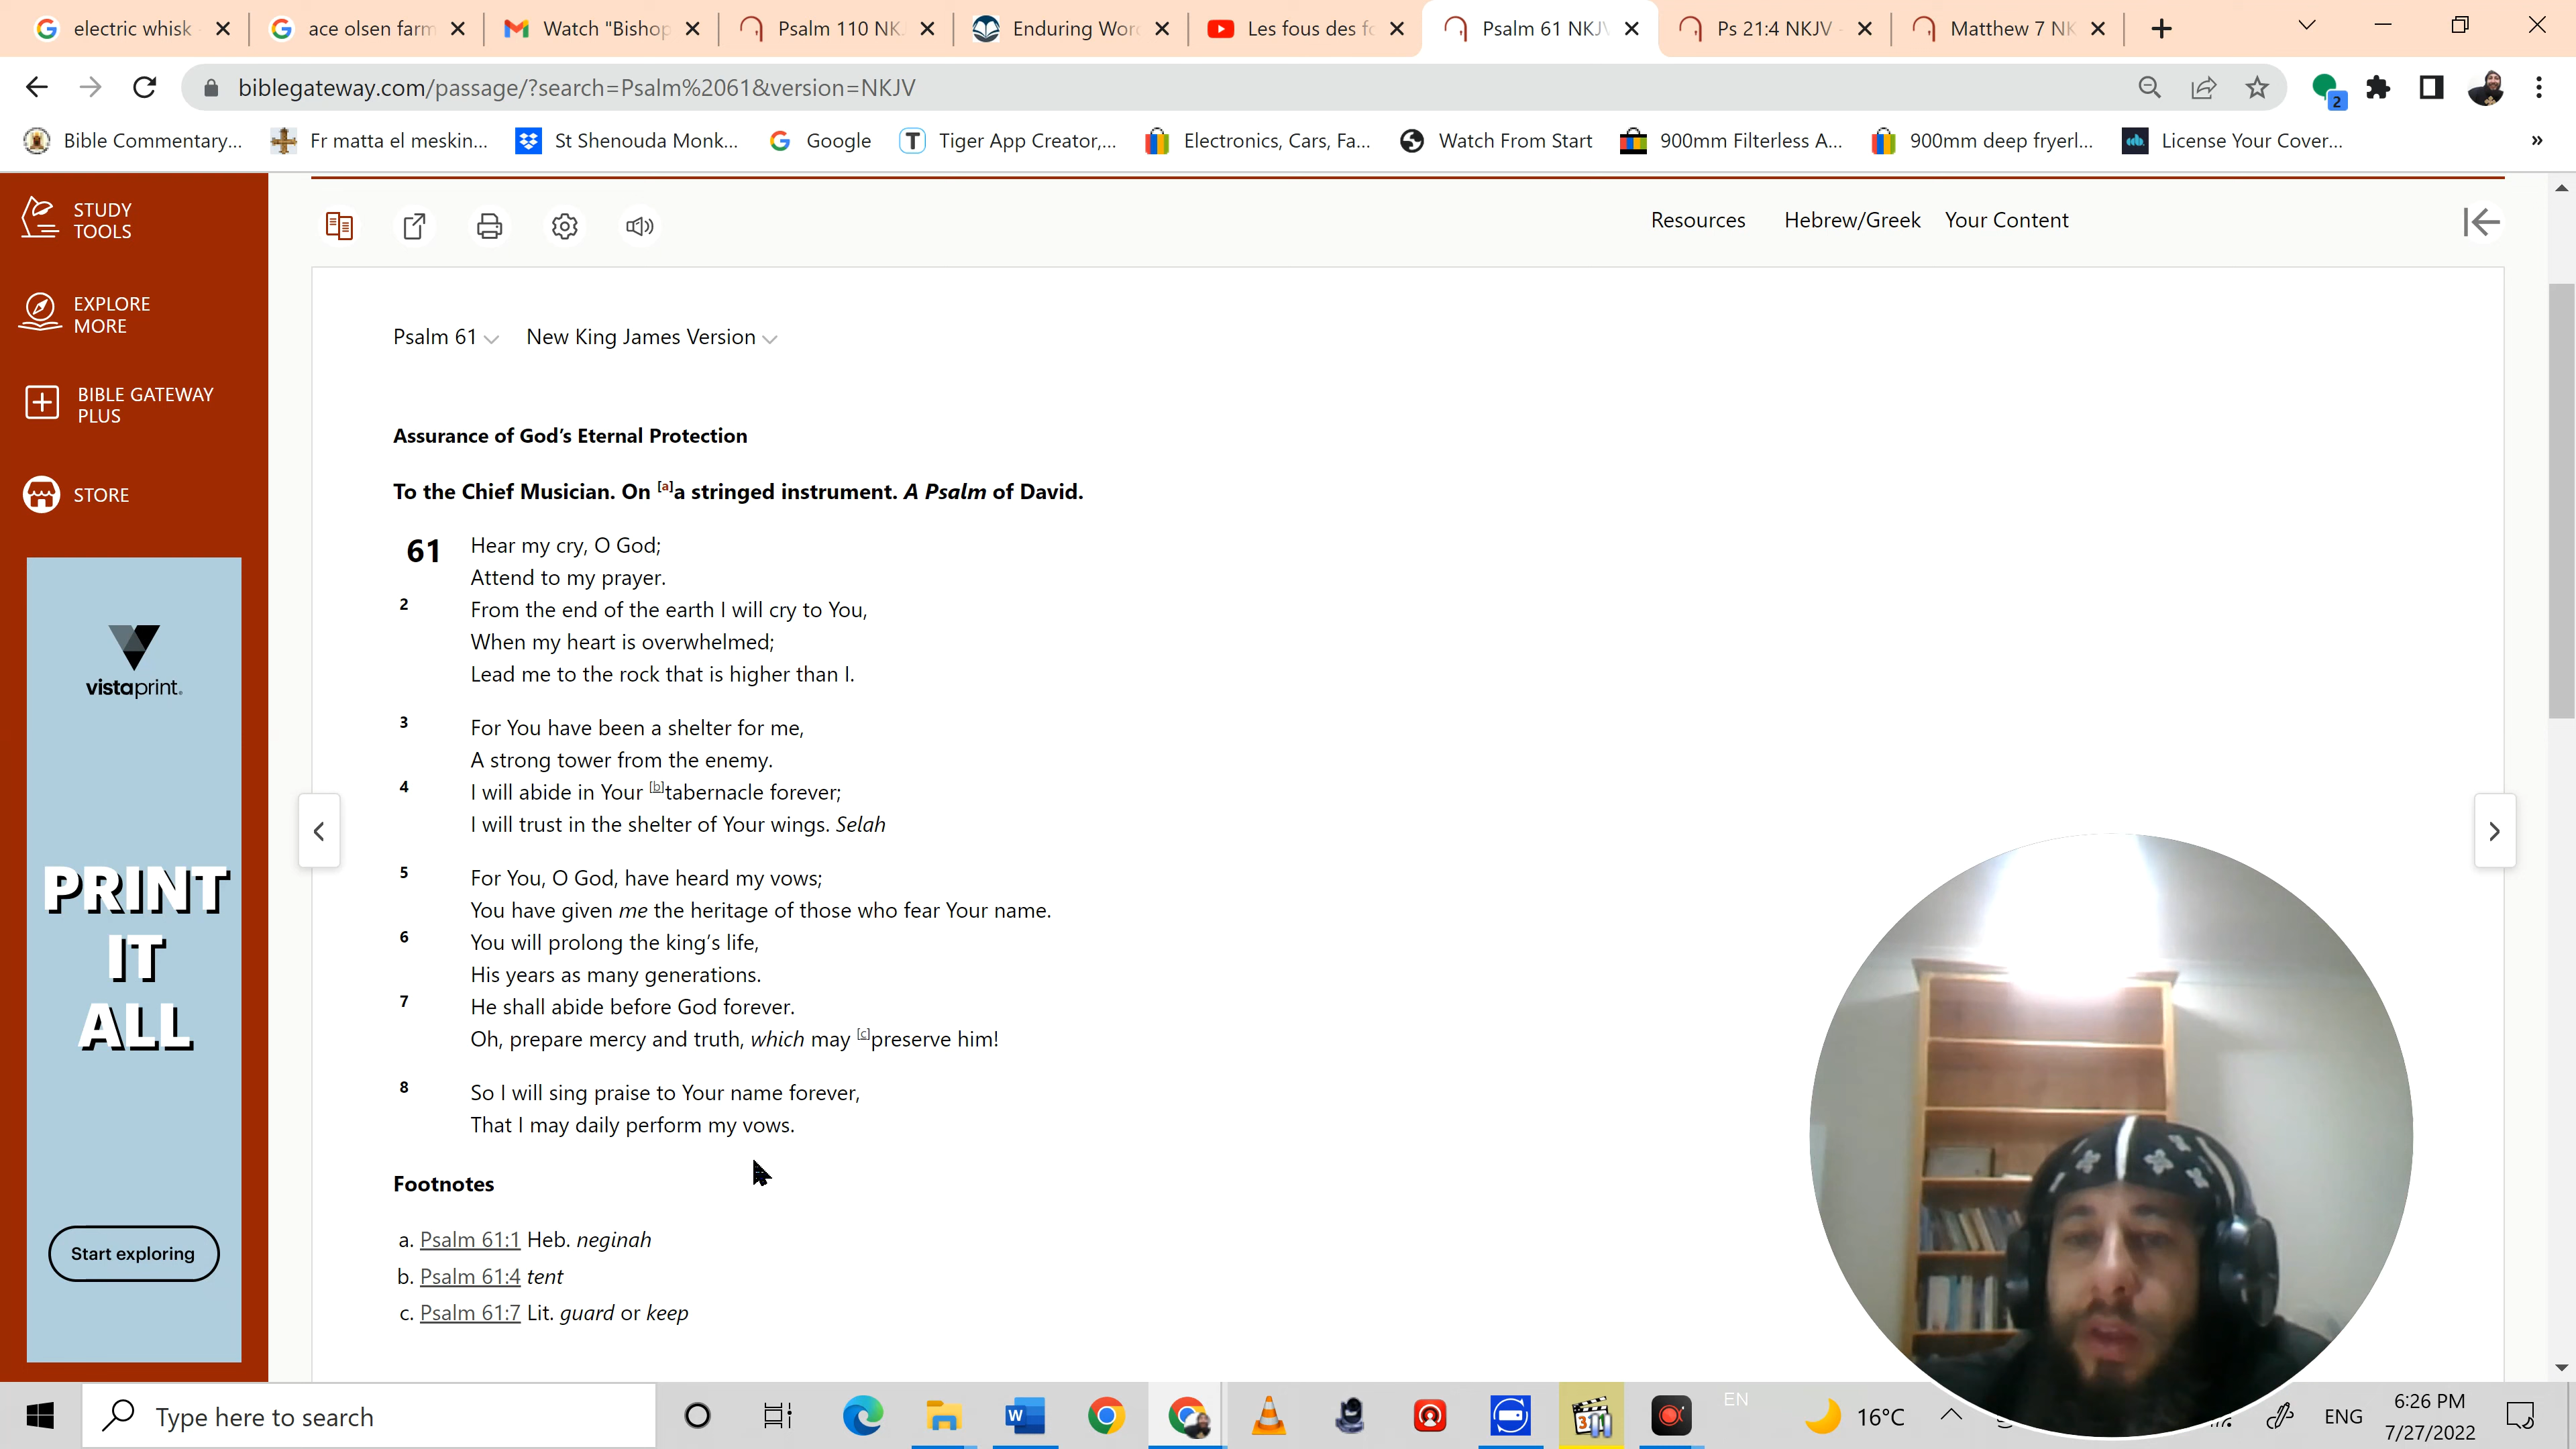 electric whisk
ace olsen farm
Watch "Bishop
Psalm 110 NK
Enduring Wor
Les fous des fo
Psalm 61 NKJV
Ps 21:4 NKJV
Matthew 7 NK
biblegateway.com/passage/?search=Psalm%2061&version=NKJV
2
Bible Commentary...
Fr matta el meskin...
St Shenouda Monk...
Google
Tiger App Creator,...
Electronics, Cars, Fa...
Watch From Start
900mm Filterless A...
900mm deep fryerl...
License Your Cover...
»
STUDY
TOOLS
EXPLORE
MORE
BIBLE GATEWAY
PLUS
STORE
vistaprint.
PRINT
IT
ALL
Start exploring
Resources
Hebrew/Greek
Your Content
Psalm 61
New King James Version
Assurance of God's Eternal Protection
To the Chief Musician. On [a]a stringed instrument. A Psalm of David.
61 Hear my cry, O God;
Attend to my prayer.
2 From the end of the earth I will cry to You,
When my heart is overwhelmed;
Lead me to the rock that is higher than I.
3 For You have been a shelter for me,
A strong tower from the enemy.
4 I will abide in Your [b]tabernacle forever;
I will trust in the shelter of Your wings. Selah
5 For You, O God, have heard my vows;
You have given me the heritage of those who fear Your name.
6 You will prolong the king's life,
His years as many generations.
7 He shall abide before God forever.
Oh, prepare mercy and truth, which may [c]preserve him!
8 So I will sing praise to Your name forever,
That I may daily perform my vows.
Footnotes
a. Psalm 61:1 Heb. neginah
b. Psalm 61:4 tent
c. Psalm 61:7 Lit. guard or keep
Type here to search
EN
16°C
ENG
6:26 PM
7/27/2022